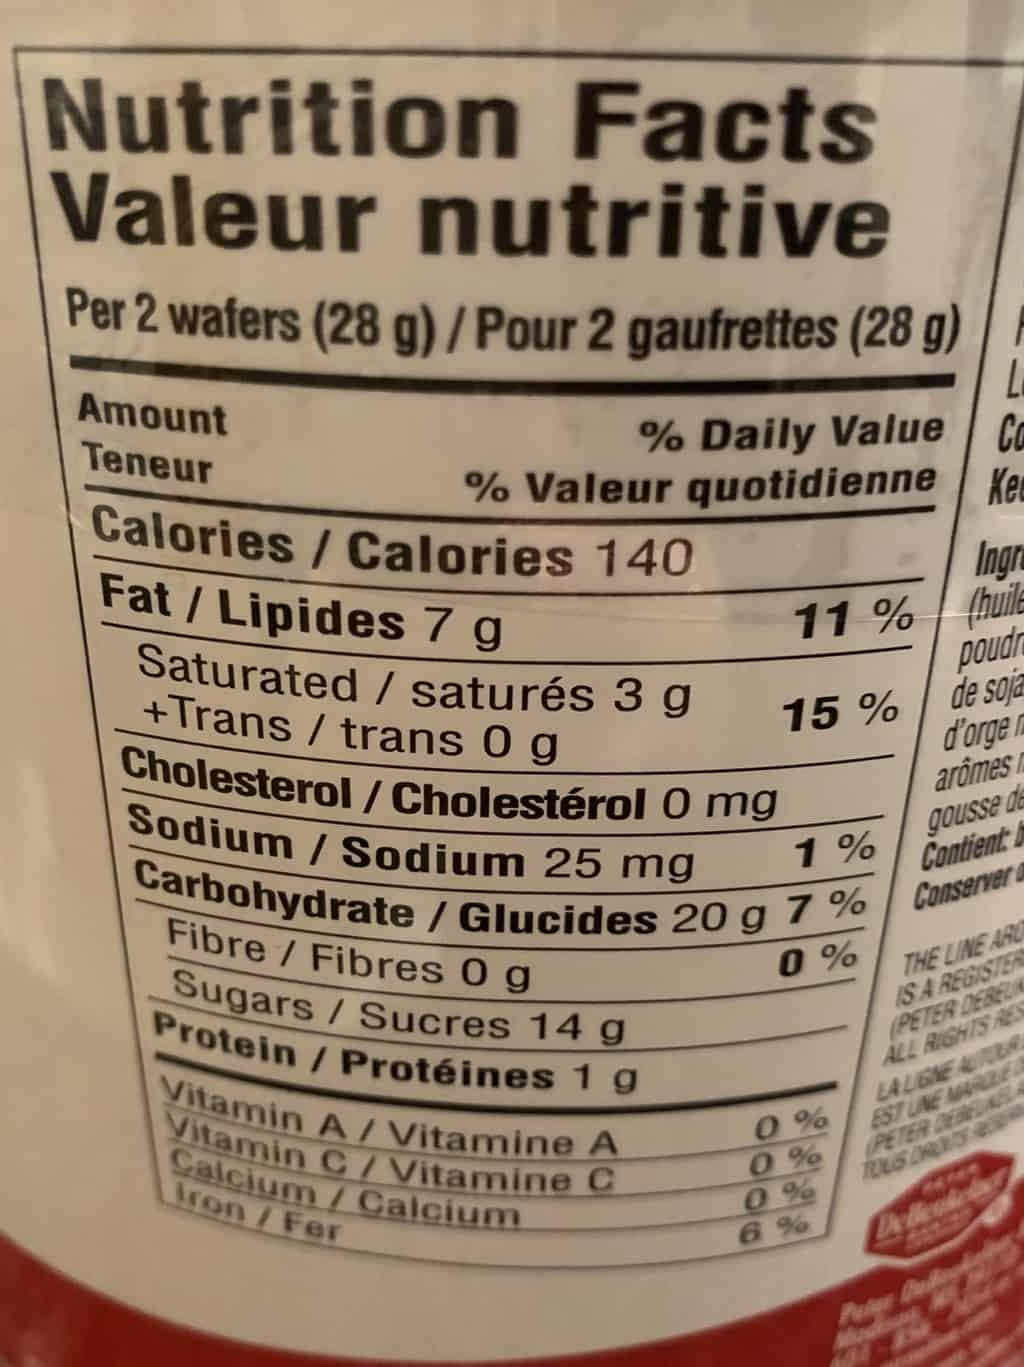 Nutrition Facts
Valeur nutritive
Per 2 wafers (28 g) / Pour 2 gaufrettes (28 g)
Amount
Teneur
% Daily Value
% Valeur quotidienne
Calories / Calories 140
Fat / Lipides 7 g 11 %
Saturated / saturés 3 g
+Trans / trans 0 g
15 %
Cholesterol / Cholestérol 0 mg
Sodium / Sodium 25 mg 1 %
Carbohydrate / Glucides 20 g 7 %
Fibre / Fibres 0 g 0 %
Sugars / Sucres 14 g
Protein / Protéines 1 g
Vitamin A / Vitamine A 0 %
Vitamin C / Vitamine C 0 %
Calcium / Calcium 0 %
Iron / Fer 6 %
(huile
de soja
d'orge
arômes
gousse de
Contient:
Conserver
THE LINE
IS A
(PETER
ALL RIGHTS
LA LIGNE AUTOUR
EST UNE MARQUE
(PETER
TOUS DROITS